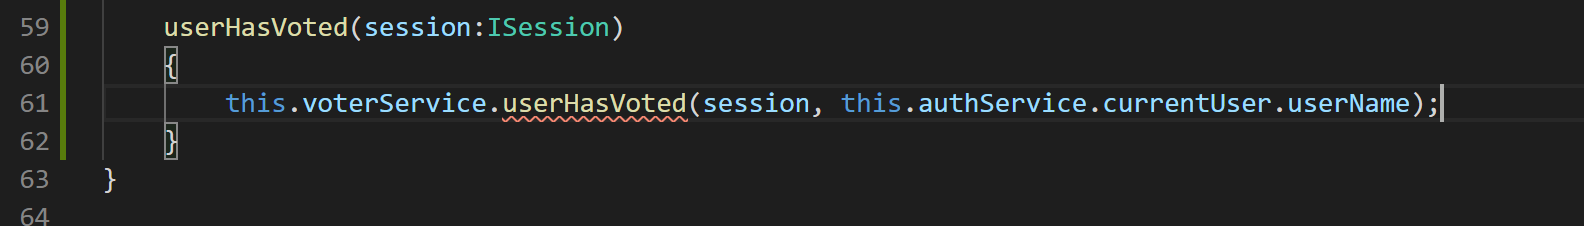 59 userHasVoted(session:ISession)
60 {
61 this.voterService.userHasVoted(session, this.authService.currentUser.userName);
62 }
63 }
64